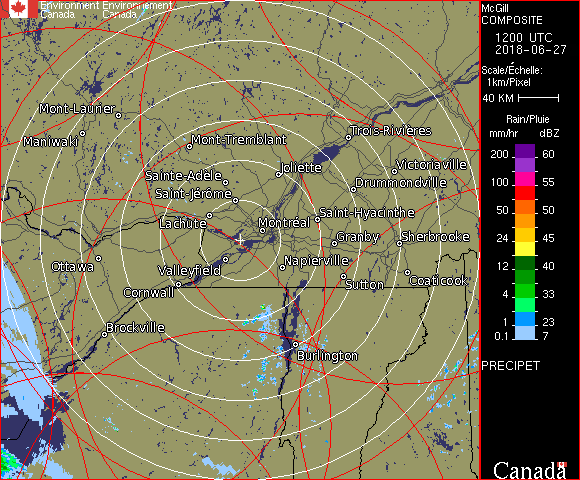 Environment Environnement
Canada Canada
McGill
COMPOSITE
1200 UTC
2018-06-27
Scale/Échelle:
1km/Pixel
40 KM
Rain/Pluie
mm/hr dBZ
200 60
155 
100 55
50 50
24 45
12 40
4 33
1 23
0.1 7
PRECIPET
Canada
Mont-Laurier
Maniwaki
Mont-Tremblant
Trois-Rivières
Sainte-Adèle
Joliette
Victoriaville
Saint-Jérôme
Drummondville
Lachute
Montréal
Saint-Hyacinthe
Granby
Sherbrooke
Ottawa
Valleyfield
Napierville
Cornwall
Sutton
Coaticook
Brockville
Burlington